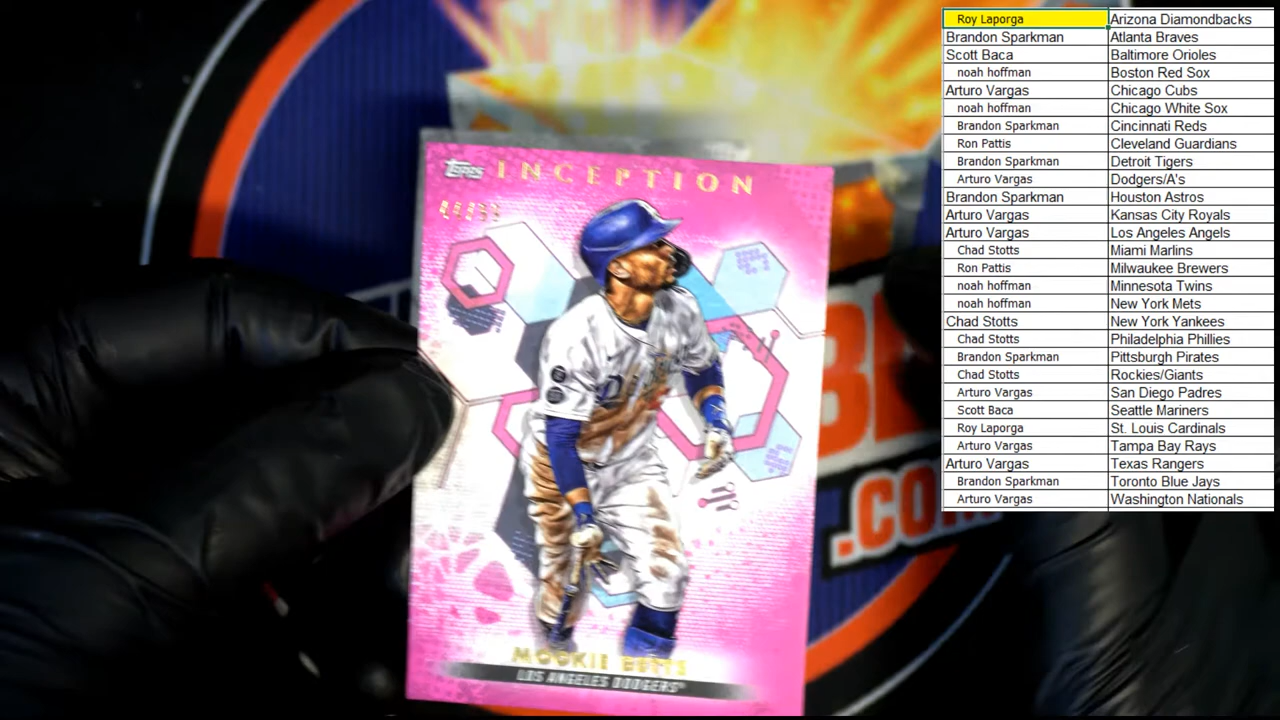 Topps INCEPTION
44/99
MOOKIE BETTS
LOS ANGELES DODGERS
.CO
Roy Laporga Arizona Diamondbacks
Brandon Sparkman Atlanta Braves
Scott Baca Baltimore Orioles
noah hoffman Boston Red Sox
Arturo Vargas Chicago Cubs
noah hoffman Chicago White Sox
Brandon Sparkman Cincinnati Reds
Ron Pattis Cleveland Guardians
Brandon Sparkman Detroit Tigers
Arturo Vargas Dodgers/A's
Brandon Sparkman Houston Astros
Arturo Vargas Kansas City Royals
Arturo Vargas Los Angeles Angels
Chad Stotts Miami Marlins
Ron Pattis Milwaukee Brewers
noah hoffman Minnesota Twins
noah hoffman New York Mets
Chad Stotts New York Yankees
Chad Stotts Philadelphia Phillies
Brandon Sparkman Pittsburgh Pirates
Chad Stotts Rockies/Giants
Arturo Vargas San Diego Padres
Scott Baca Seattle Mariners
Roy Laporga St. Louis Cardinals
Arturo Vargas Tampa Bay Rays
Arturo Vargas Texas Rangers
Brandon Sparkman Toronto Blue Jays
Arturo Vargas Washington Nationals